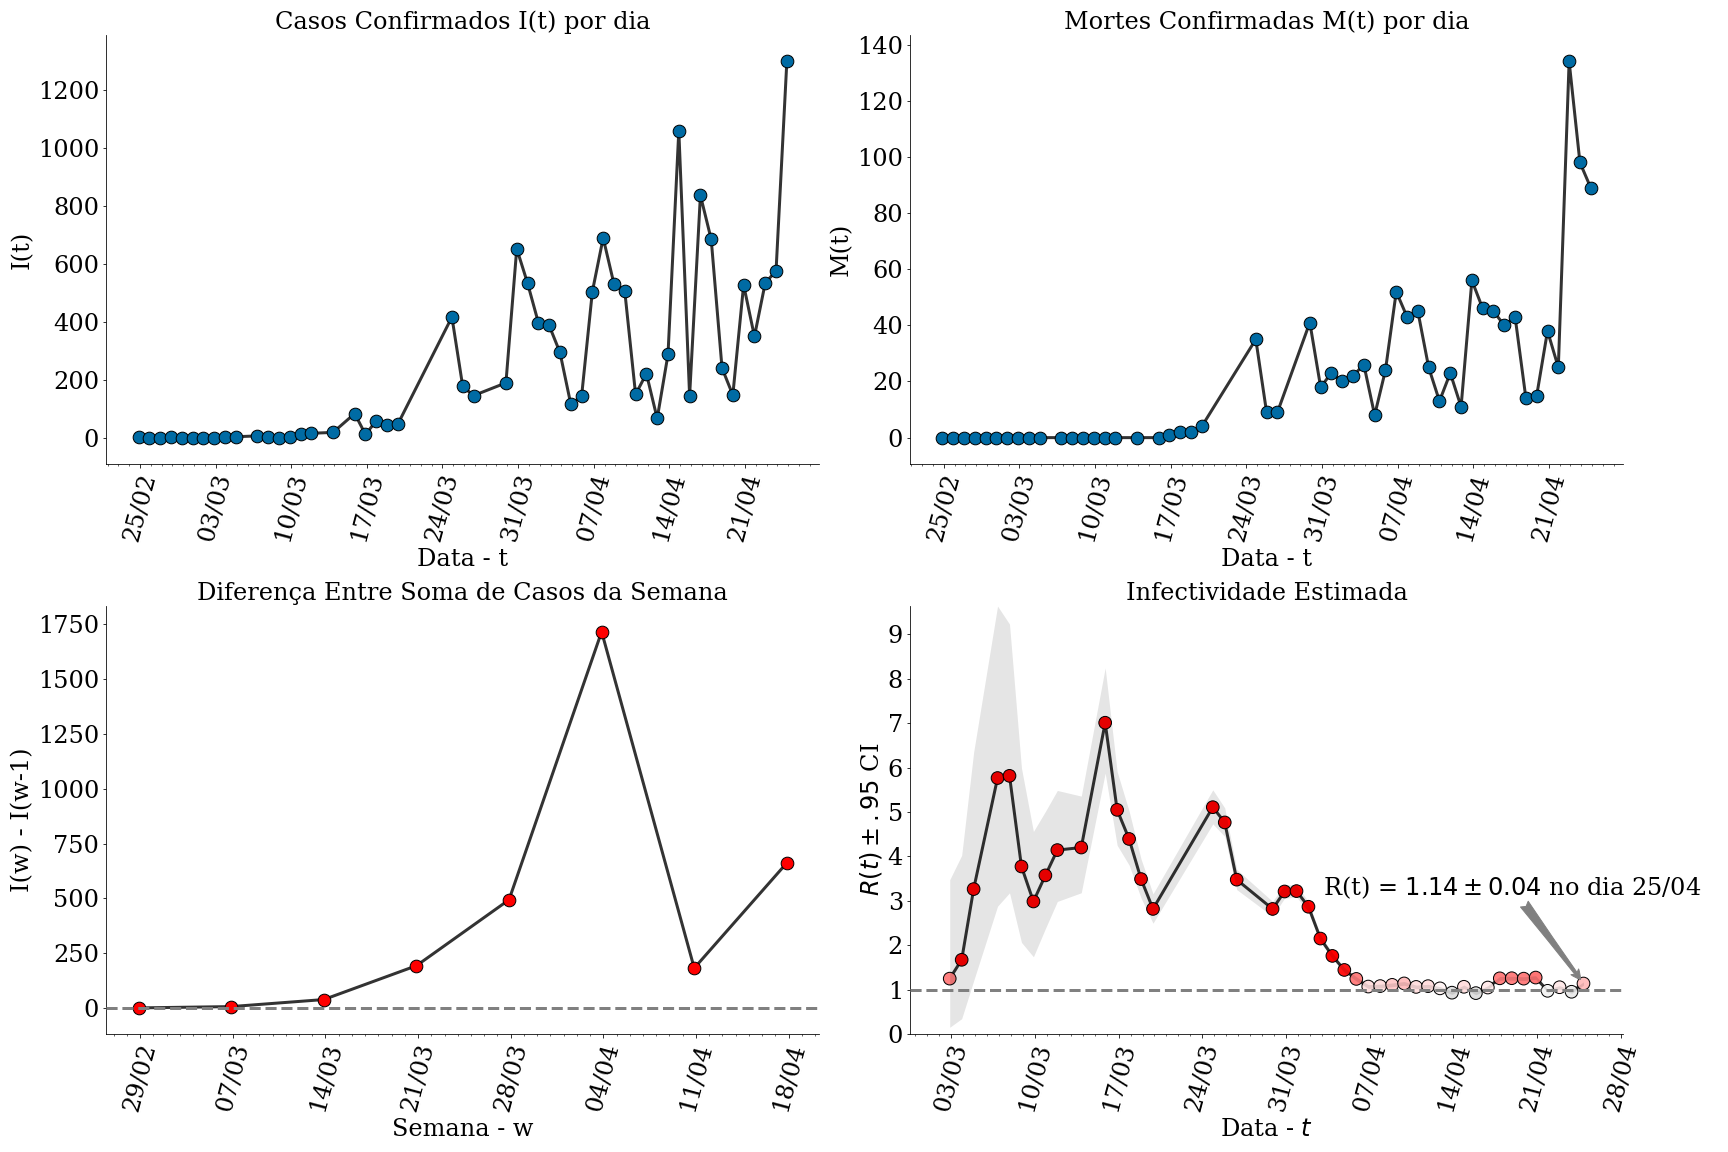 Casos Confirmados I(t) por dia
I(t)
1200
1000
800
600
400
200
0
25/02 03/03 10/03 17/03 24/03 31/03 07/04 14/04 21/04
Data - t
Mortes Confirmadas M(t) por dia
M(t)
140
120
100
80
60
40
20
0
25/02 03/03 10/03 17/03 24/03 31/03 07/04 14/04 21/04
Data - t
Diferença Entre Soma de Casos da Semana
I(w) - I(w-1)
1750
1500
1250
1000
750
500
250
0
29/02 07/03 14/03 21/03 28/03 04/04 11/04 18/04
Semana - w
Infectividade Estimada
R(t) ± .95 CI
9
8
7
6
5
4
3
2
1
0
R(t) = 1.14 ± 0.04 no dia 25/04
03/03 10/03 17/03 24/03 31/03 07/04 14/04 21/04 28/04
Data - t